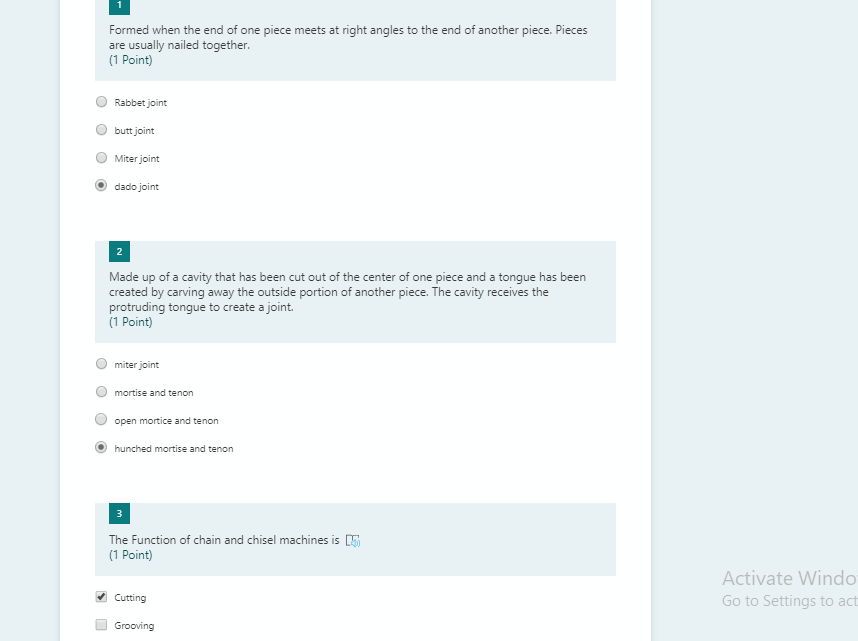 1
Formed when the end of one piece meets at right angles to the end of another piece. Pieces
are usually nailed together.
(1 Point)
Rabbet joint
butt joint
Miter joint
dado joint
2
Made up of a cavity that has been cut out of the center of one piece and a tongue has been
created by carving away the outside portion of another piece. The cavity receives the
protruding tongue to create a joint.
(1 Point)
miter joint
mortise and tenon
open mortice and tenon
hunched mortise and tenon
3
The Function of chain and chisel machines is
(1 Point)
Cutting
Grooving
Activate Windo
Go to Settings to act